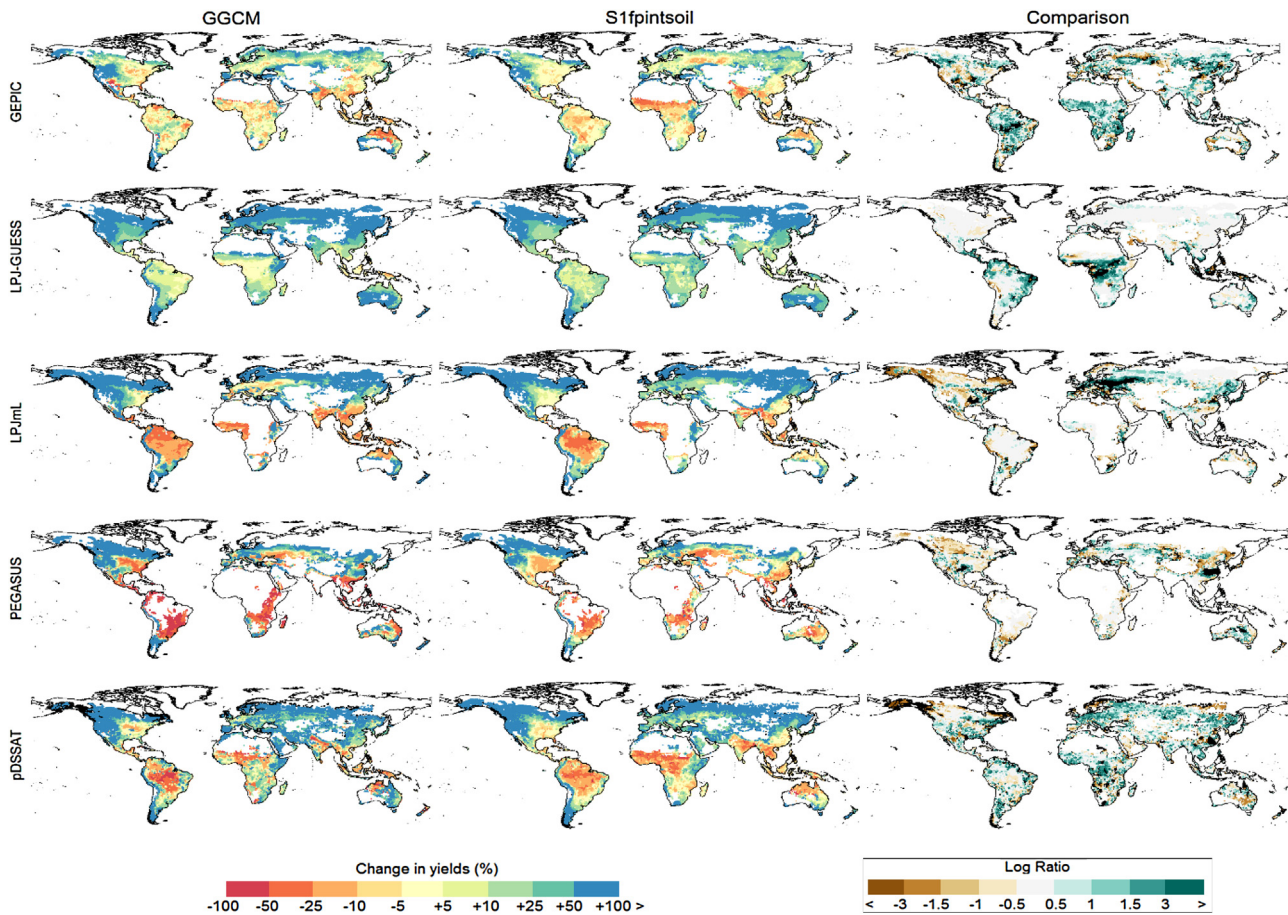 GGCM S1fpintsoil Comparison
GEPIC
LPJ-GUESS
LPJmL
PEGASUS
pDSSAT
Change in yields (%)
-100 -50 -25 -10 -5 +5 +10 +25 +50 +100 >
Log Ratio
< -3 -1.5 -1 -0.5 0.5 1 1.5 3 >